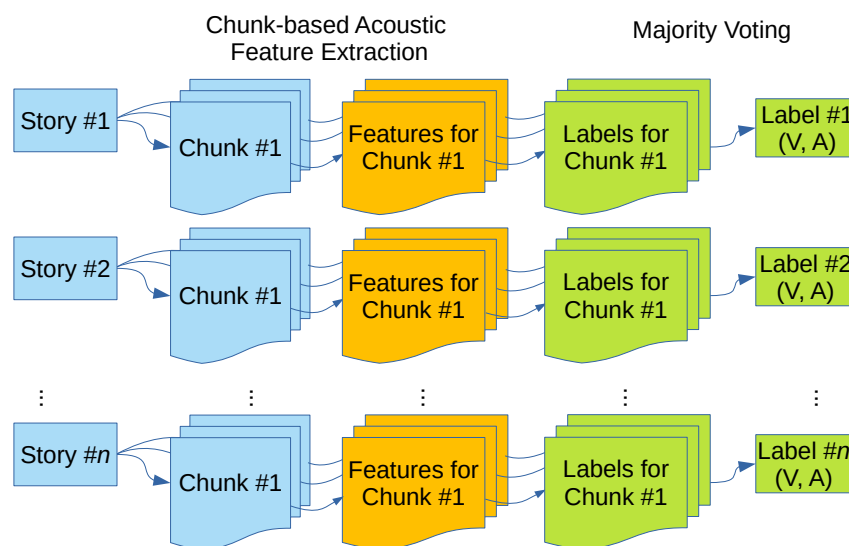 Chunk-based Acoustic
Feature Extraction
Majority Voting
Story #1
Chunk #1
Features for
Chunk #1
Labels for
Chunk #1
Label #1
(V, A)
Story #2
Chunk #1
Features for
Chunk #1
Labels for
Chunk #1
Label #2
(V, A)
⋮ ⋮ ⋮ ⋮ ⋮
Story #n
Chunk #1
Features for
Chunk #1
Labels for
Chunk #1
Label #n
(V, A)